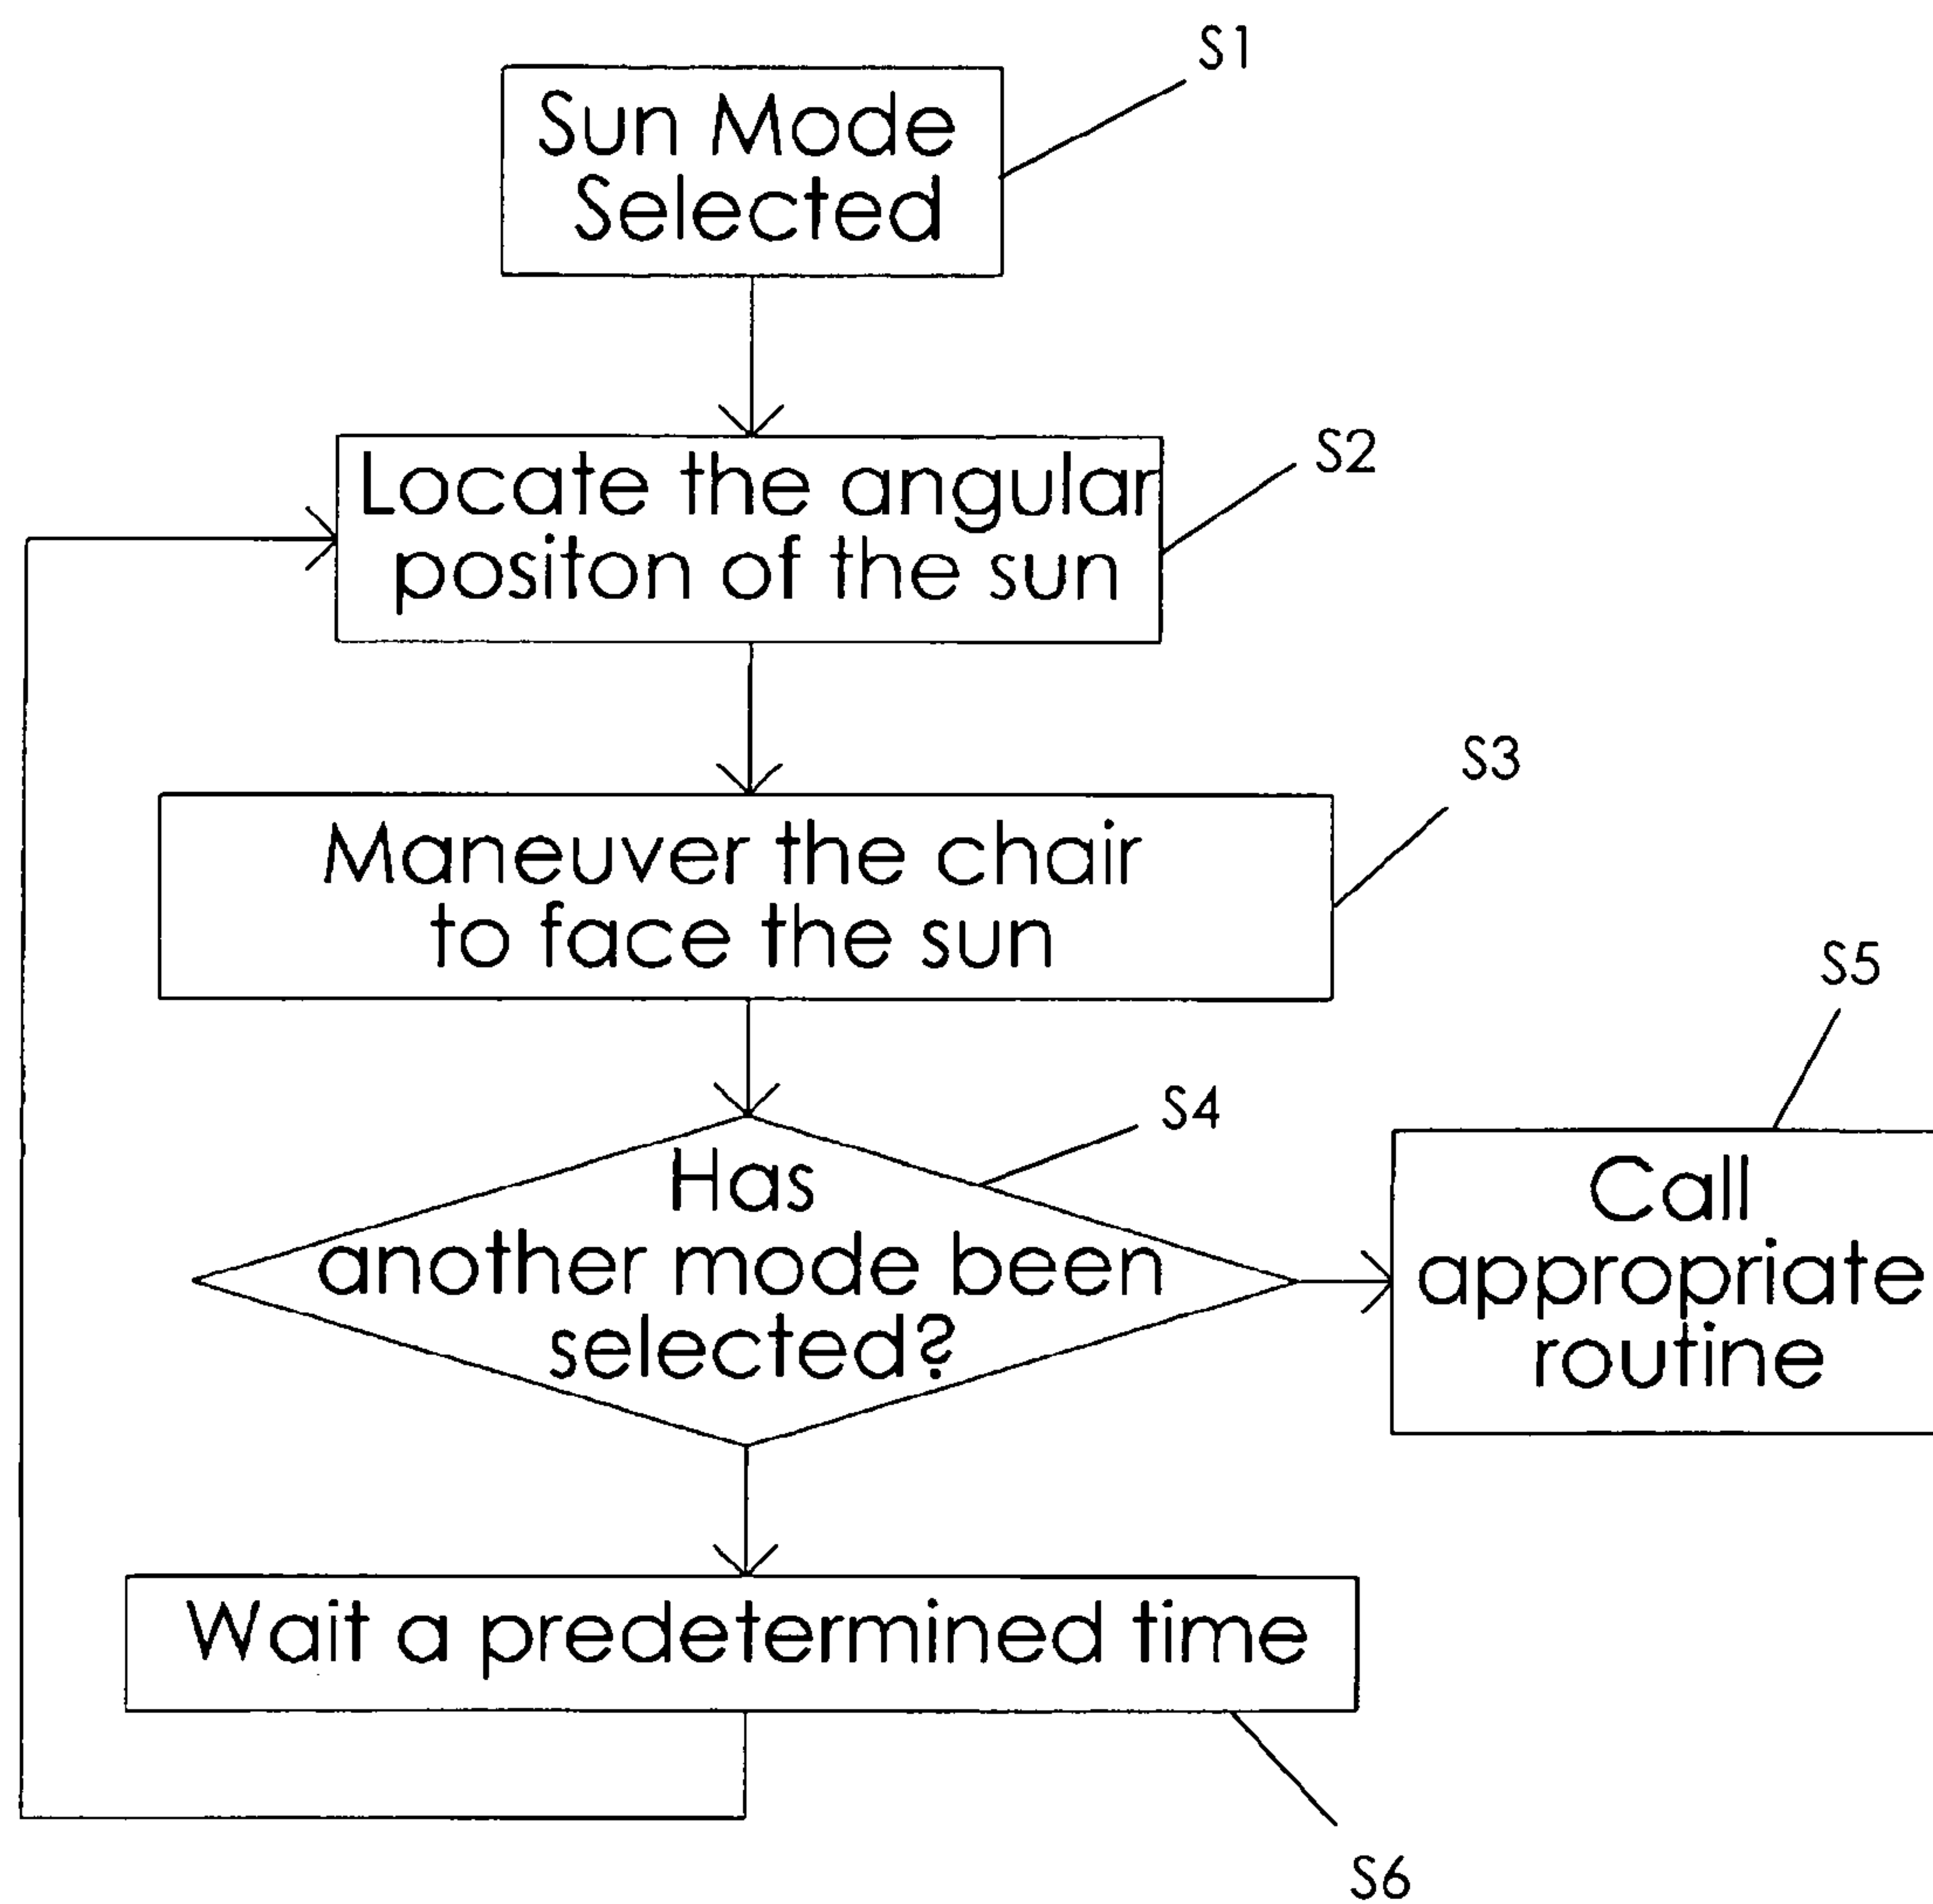 S1
Sun Mode
Selected
S2
Locate the angular
positon of the sun
S3
Maneuver the chair
to face the sun
S4
Has
another mode been
selected?
S5
Call
appropriate
routine
Wait a predetermined time
S6